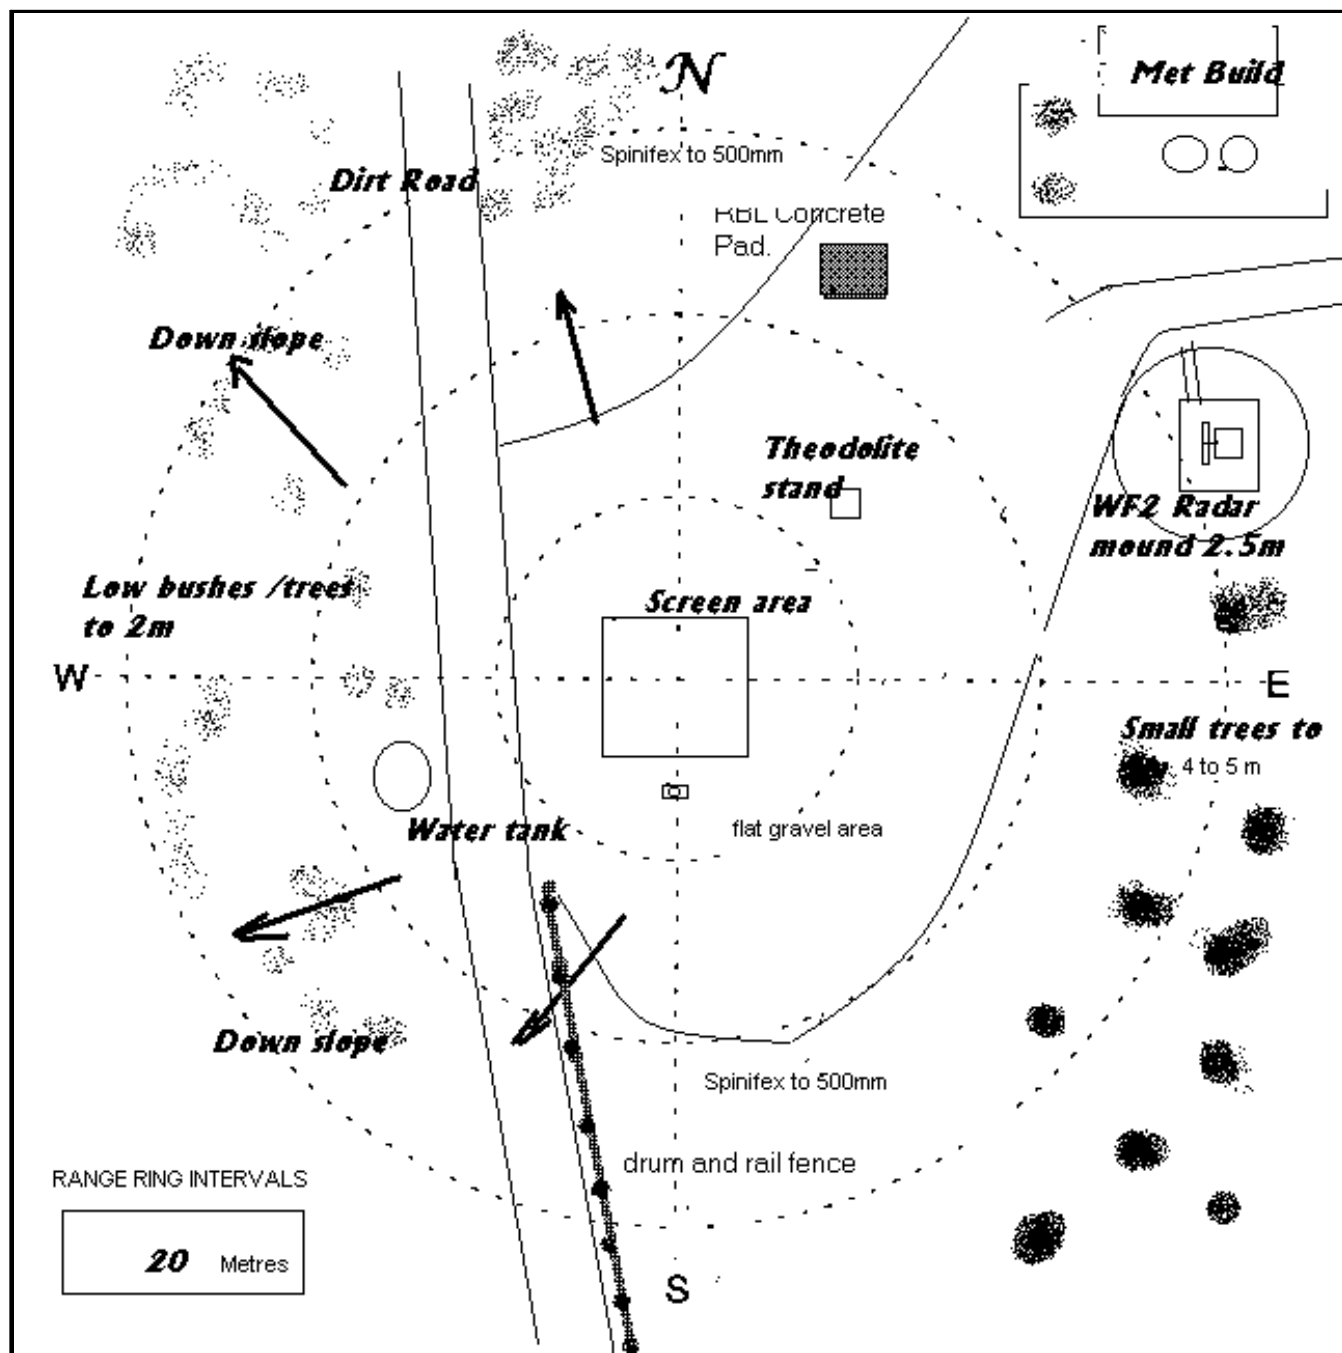 N
Met Build
Spinifex to 500mm
Dirt Road
RBL Concrete
Pad.
Down slope
Theodolite
stand
WF2 Radar
mound 2.5m
Low bushes /trees
to 2m
Screen area
W
E
Small trees to
4 to 5 m
Water tank
flat gravel area
Down slope
Spinifex to 500mm
drum and rail fence
RANGE RING INTERVALS
20 Metres
S